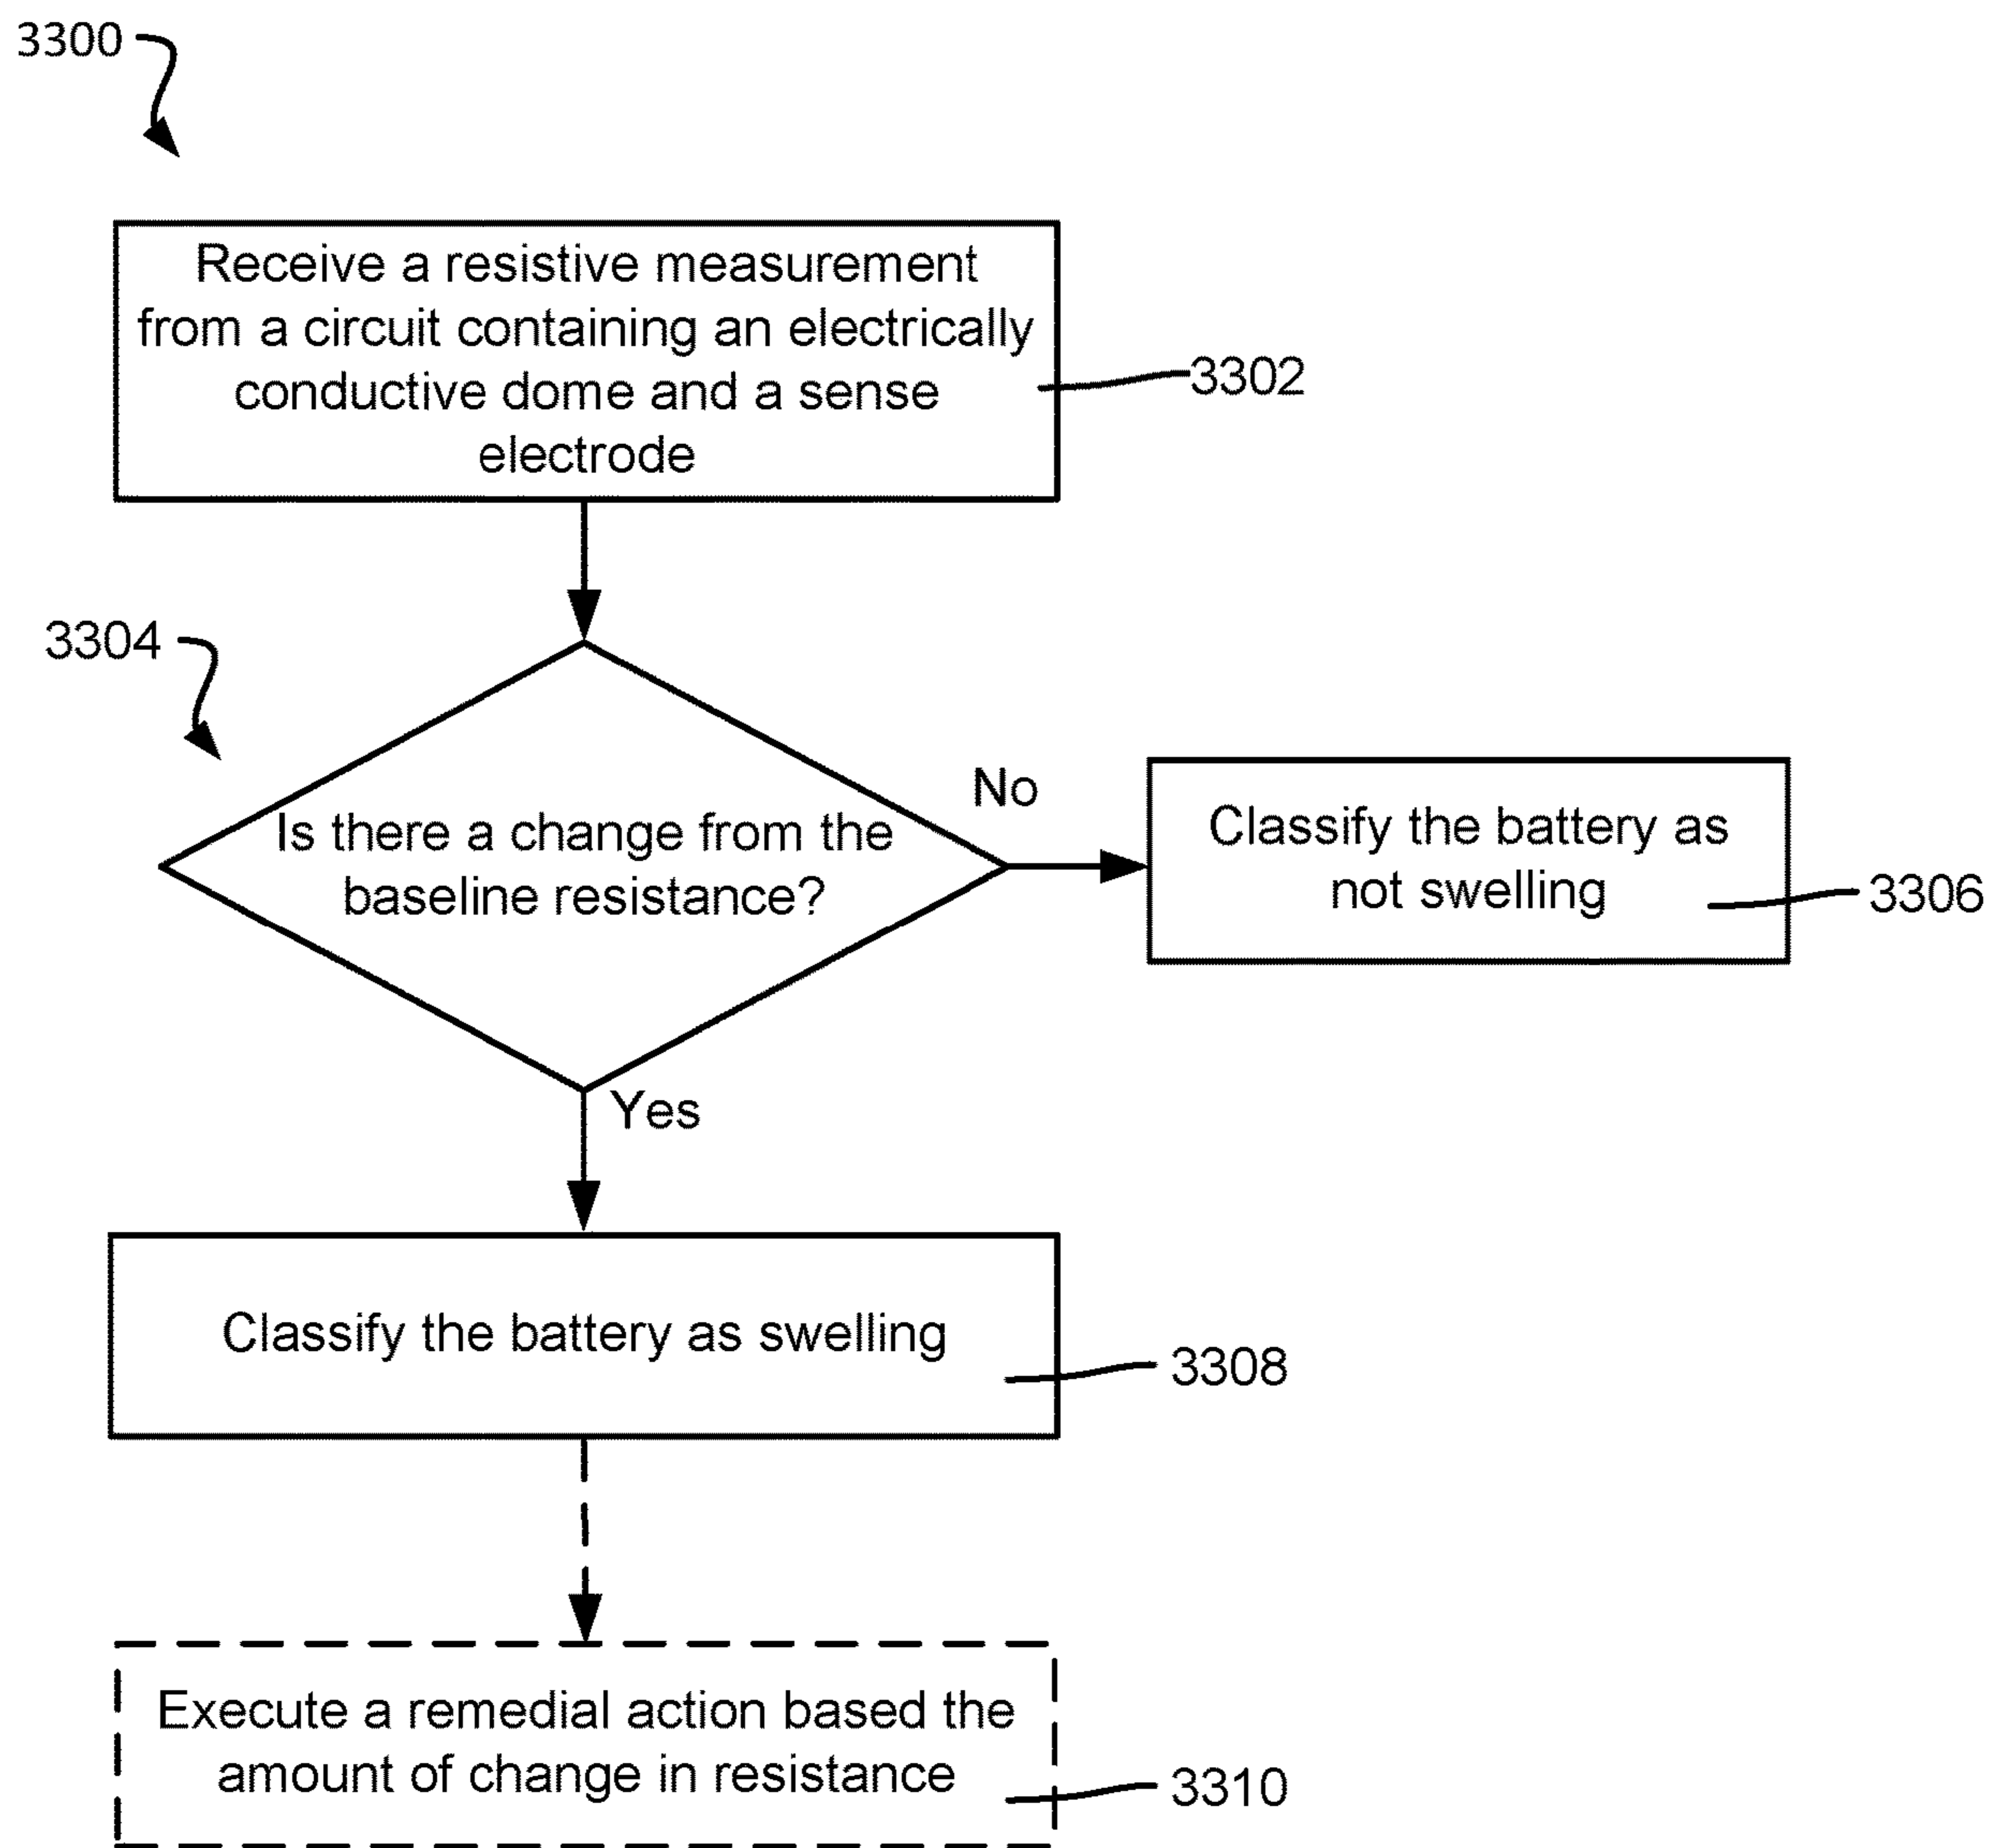 3300
Receive a resistive measurement
from a circuit containing an electrically
conductive dome and a sense
electrode
3302
3304
Is there a change from the
baseline resistance?
No
Classify the battery as
not swelling
3306
Yes
Classify the battery as swelling
3308
Execute a remedial action based the
amount of change in resistance
3310